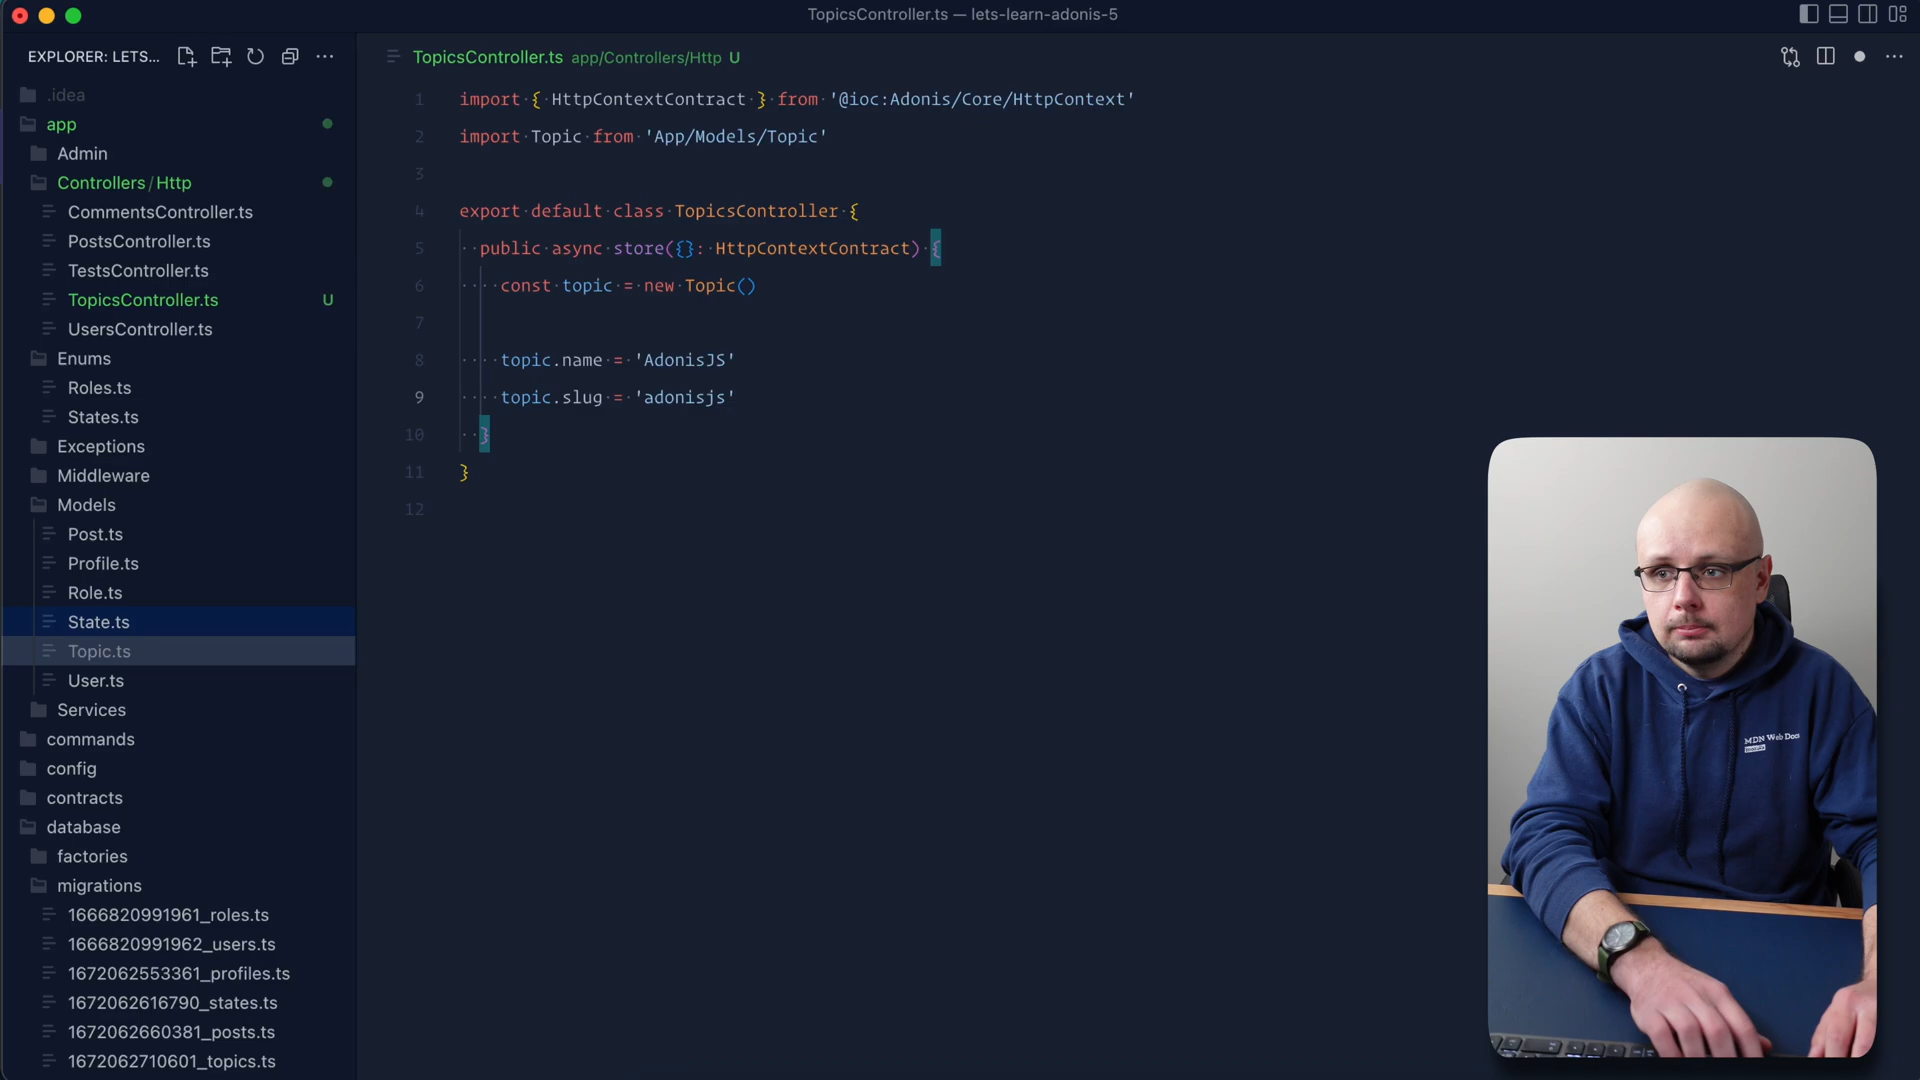 TopicsController.ts — lets-learn-adonis-5
EXPLORER: LETS...
.idea
app
Admin
Controllers/Http
CommentsController.ts
PostsController.ts
TestsController.ts
TopicsController.ts U
UsersController.ts
Enums
Roles.ts
States.ts
Exceptions
Middleware
Models
Post.ts
Profile.ts
Role.ts
State.ts
Topic.ts
User.ts
Services
commands
config
contracts
database
factories
migrations
1666820991961_roles.ts
1666820991962_users.ts
1672062553361_profiles.ts
1672062616790_states.ts
1672062660381_posts.ts
1672062710601_topics.ts
TopicsController.ts app/Controllers/Http U
1 import { HttpContextContract } from '@ioc:Adonis/Core/HttpContext'
2 import Topic from 'App/Models/Topic'
3
4 export default class TopicsController {
5 public async store({}: HttpContextContract) {
6 const topic = new Topic()
7
8 topic.name = 'AdonisJS'
9 topic.slug = 'adonisjs'
10 }
11 }
12
MDN Web Docs